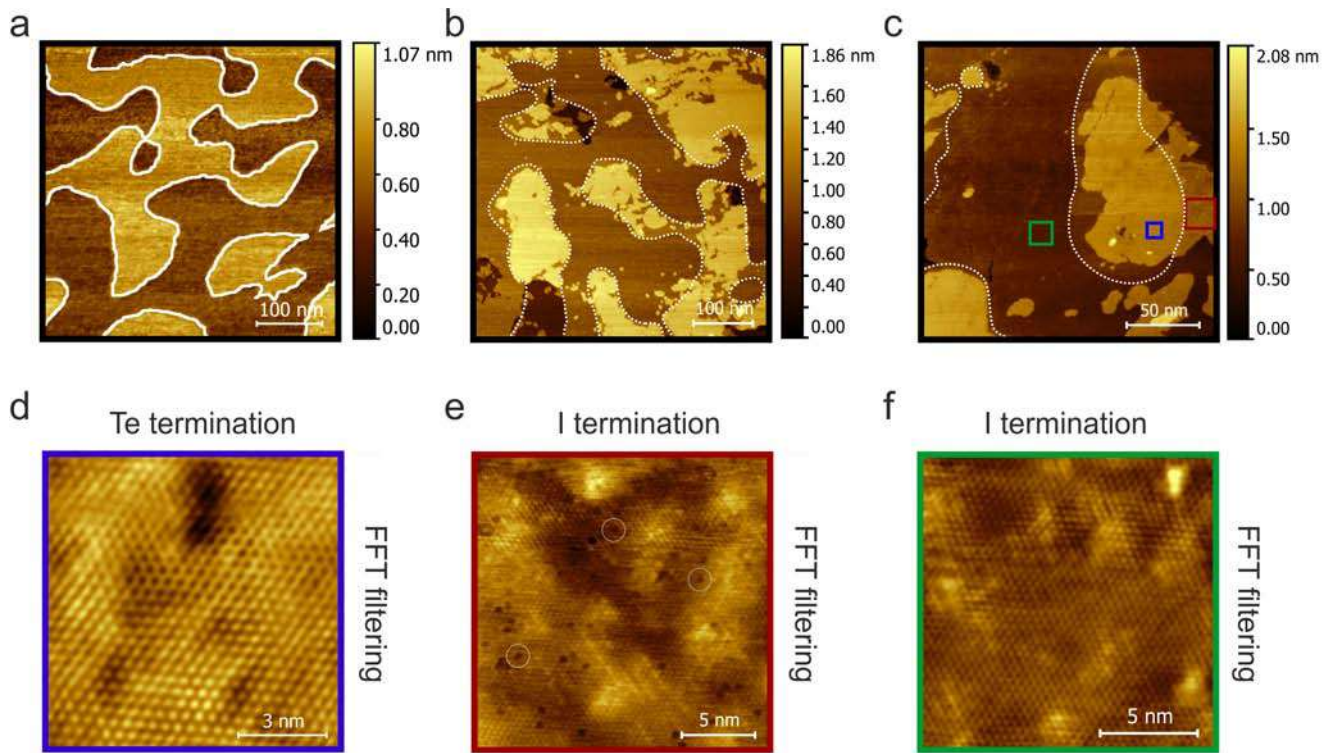 a
1.07 nm
0.80
0.60
0.40
0.20
0.00
100 nm
b
1.86 nm
1.60
1.40
1.20
1.00
0.80
0.60
0.40
0.20
0.00
100 nm
c
2.08 nm
1.50
1.00
0.50
0.00
50 nm
d
Te termination
3 nm
FFT filtering
e
I termination
5 nm
FFT filtering
f
I termination
5 nm
FFT filtering